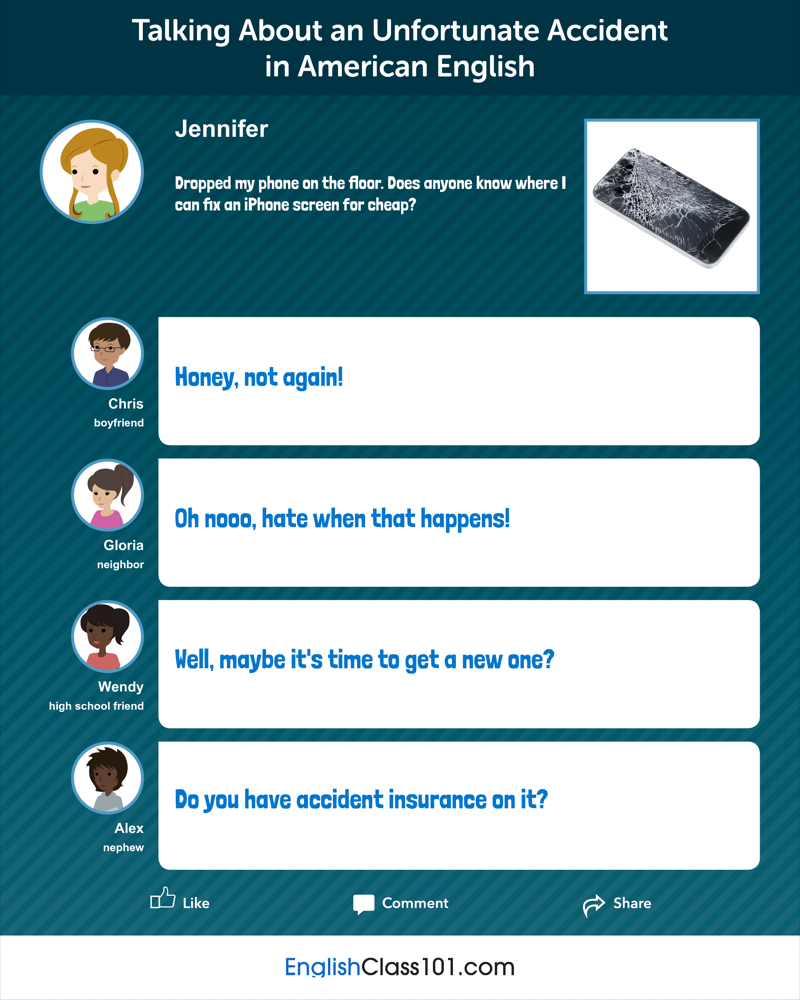 Talking About an Unfortunate Accident
in American English
Jennifer
Dropped my phone on the floor. Does anyone know where I
can fix an iPhone screen for cheap?
Honey, not again!
Chris
boyfriend
Oh nooo, hate when that happens!
Gloria
neighbor
Well, maybe it's time to get a new one?
Wendy
high school friend
Do you have accident insurance on it?
Alex
nephew
Like
Comment
Share
EnglishClass101.com